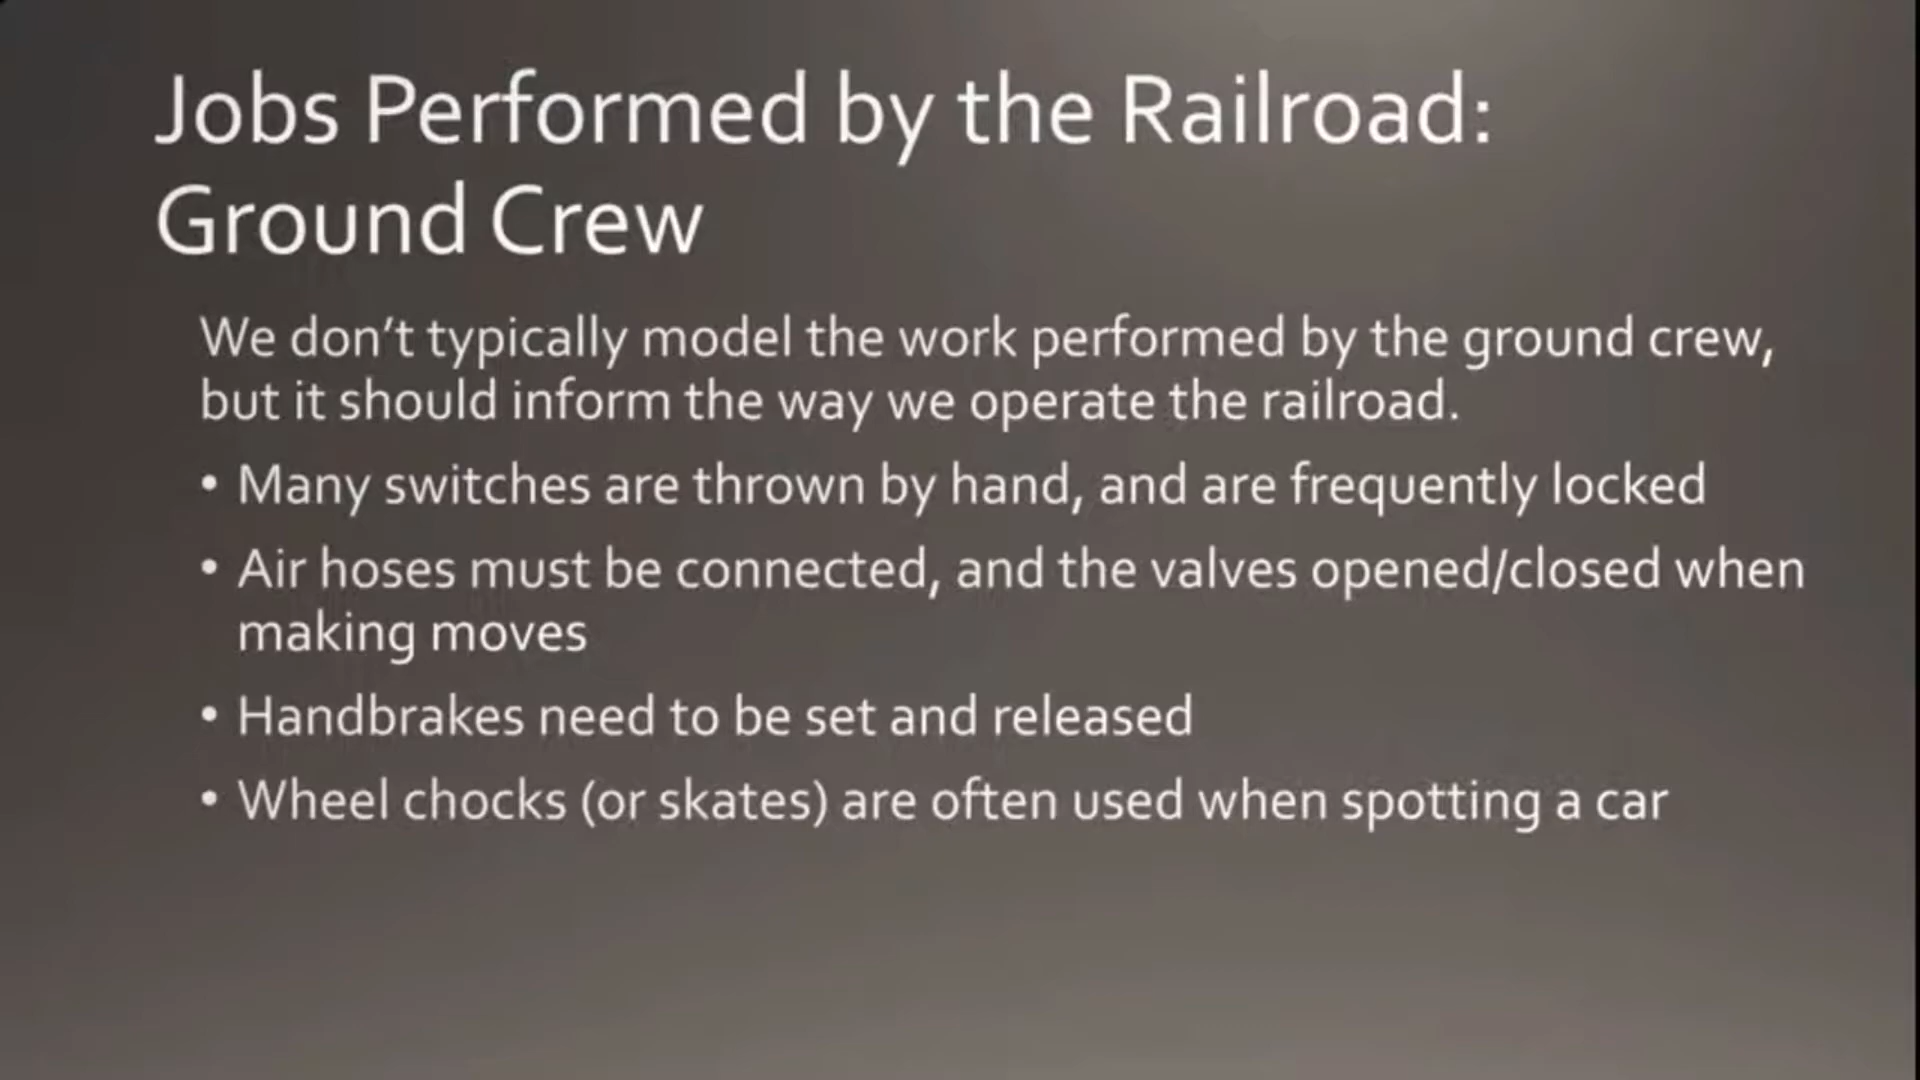 Jobs Performed by the Railroad:
Ground Crew
We don’t typically model the work performed by the ground crew,
but it should inform the way we operate the railroad.
• Many switches are thrown by hand, and are frequently locked
• Air hoses must be connected, and the valves opened/closed when
making moves
• Handbrakes need to be set and released
• Wheel chocks (or skates) are often used when spotting a car